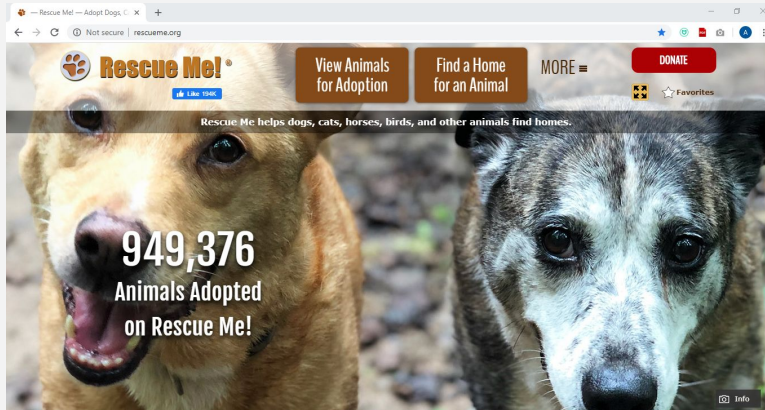 — Rescue Me! — Adopt Dogs, C
Not secure | rescueme.org
A
Rescue Me!®
Like 194K
View Animals
for Adoption
Find a Home
for an Animal
MORE
DONATE
Favorites
Rescue Me helps dogs, cats, horses, birds, and other animals find homes.
949,376
Animals Adopted
on Rescue Me!
Info